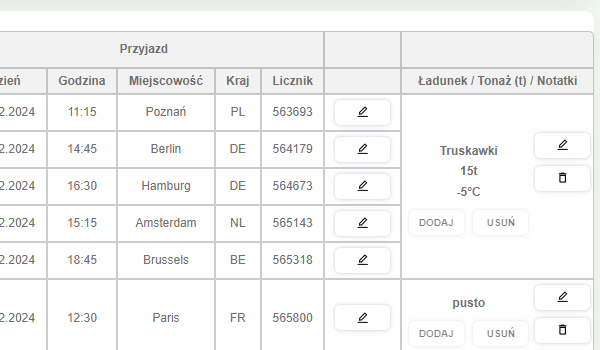 Przyjazd
zień Godzina Miejscowość Kraj Licznik Ładunek / Tonaż (t) / Notatki
2.2024 11:15 Poznań PL 563693
2.2024 14:45 Berlin DE 564179
Truskawki
15t
-5°C
2.2024 16:30 Hamburg DE 564673
2.2024 15:15 Amsterdam NL 565143
DODAJ USUŃ
2.2024 18:45 Brussels BE 565318
2.2024 12:30 Paris FR 565800
pusto
DODAJ USUŃ